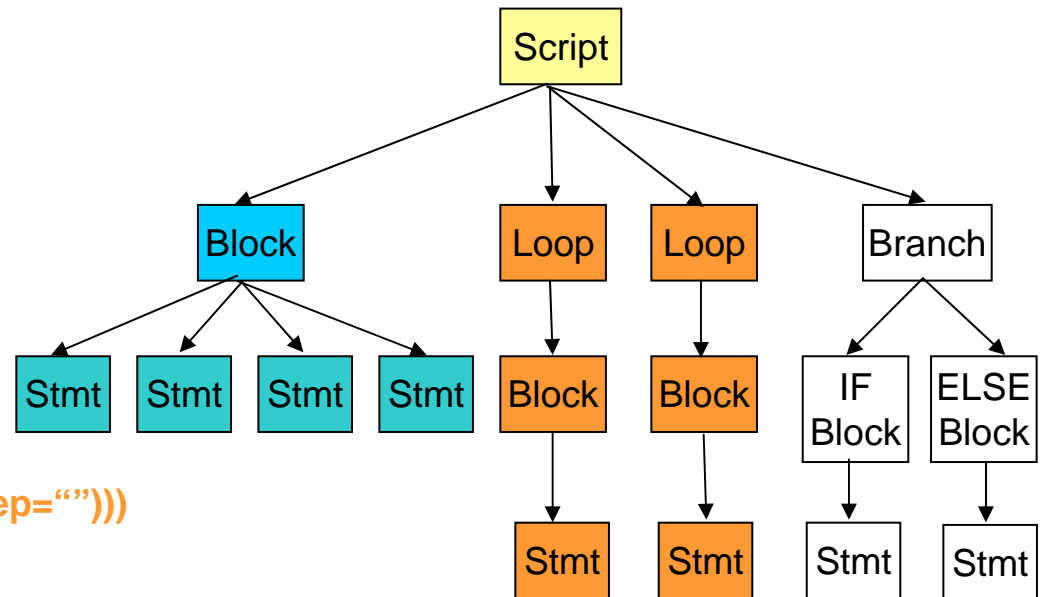 Script
Block
Loop
Loop
Branch
Stmt
Stmt
Stmt
Stmt
Block
Block
IF
Block
ELSE
Block
ep=“”)))
Stmt
Stmt
Stmt
Stmt